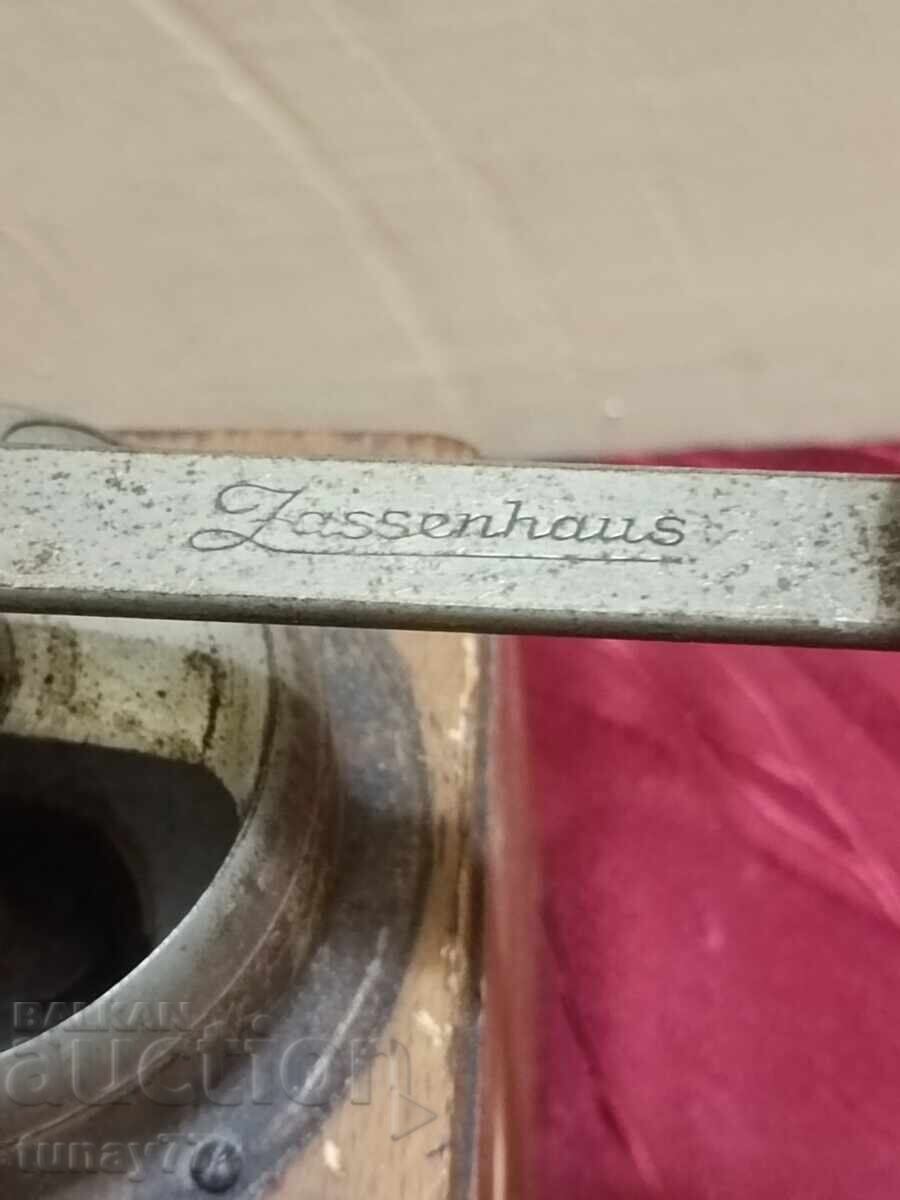 Zassenhaus
BALKAN
auction
tunay77